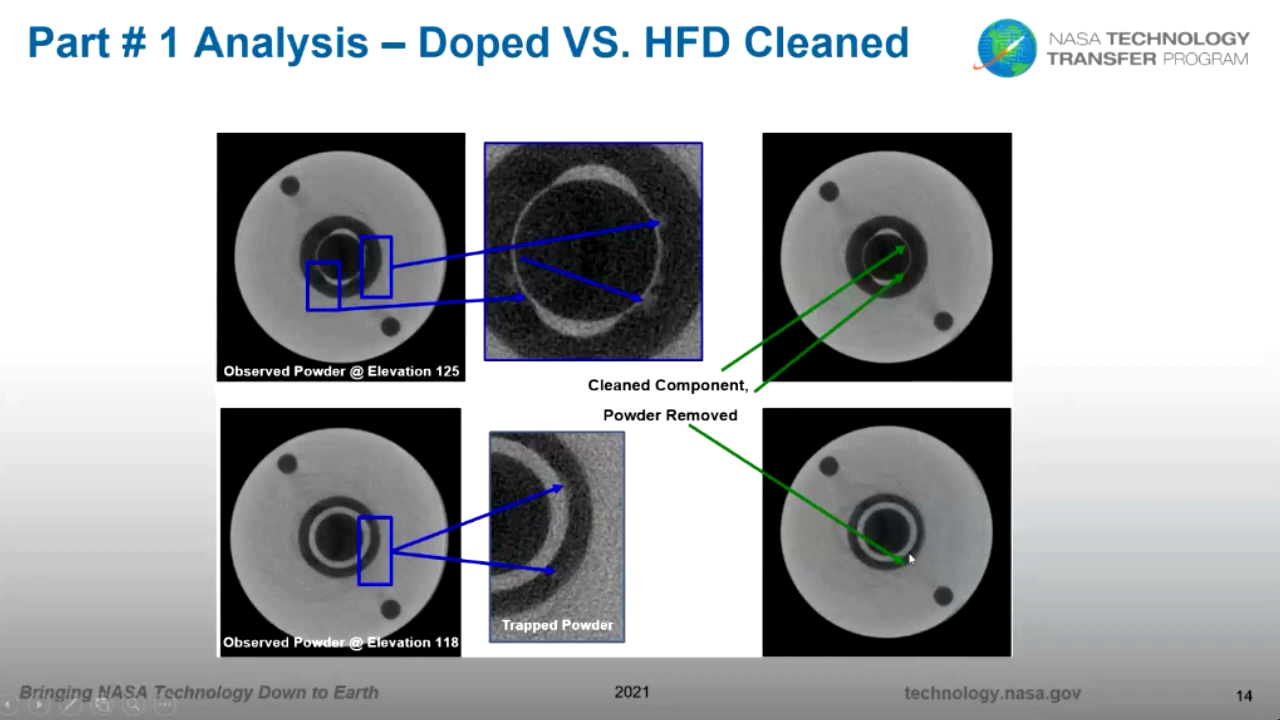 Part # 1 Analysis – Doped VS. HFD Cleaned
NASA TECHNOLOGY
TRANSFER PROGRAM
Observed Powder @ Elevation 125
Cleaned Component,
Powder Removed
Trapped Powder
Observed Powder @ Elevation 118
Bringing NASA Technology Down to Earth
2021
technology.nasa.gov
14